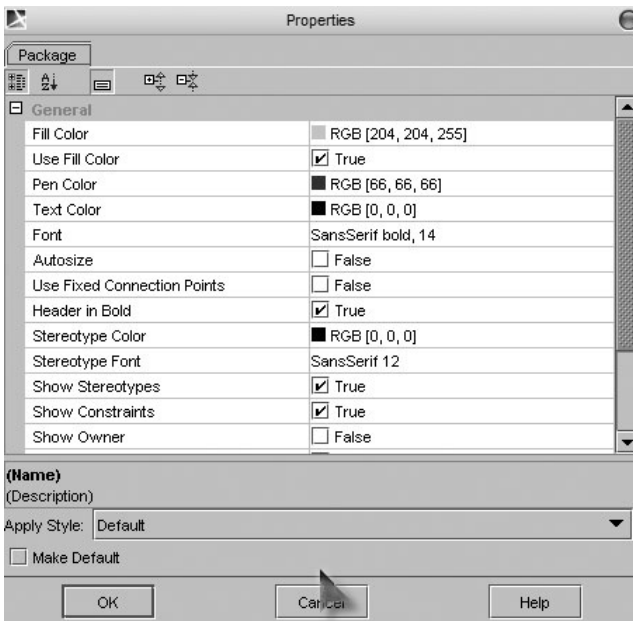 Properties
Package
General
Fill Color RGB [204, 204, 255]
Use Fill Color True
Pen Color RGB [66, 66, 66]
Text Color RGB [0, 0, 0]
Font SansSerif bold, 14
Autosize False
Use Fixed Connection Points False
Header in Bold True
Stereotype Color RGB [0, 0, 0]
Stereotype Font SansSerif 12
Show Stereotypes True
Show Constraints True
Show Owner False
(Name)
(Description)
Apply Style: Default
Make Default
OK Cancel Help